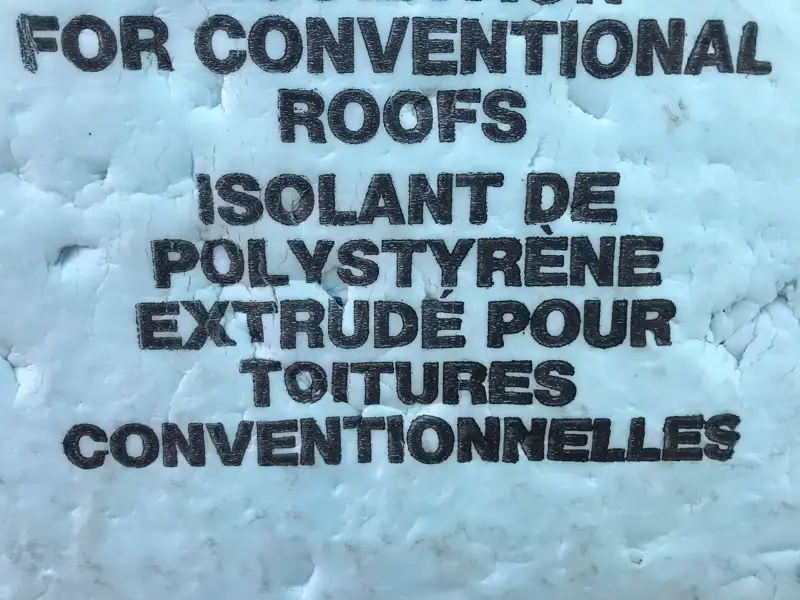 FOR CONVENTIONAL
ROOFS
ISOLANT DE
POLYSTYRÈNE
EXTRUDÉ POUR
TOITURES
CONVENTIONNELLES